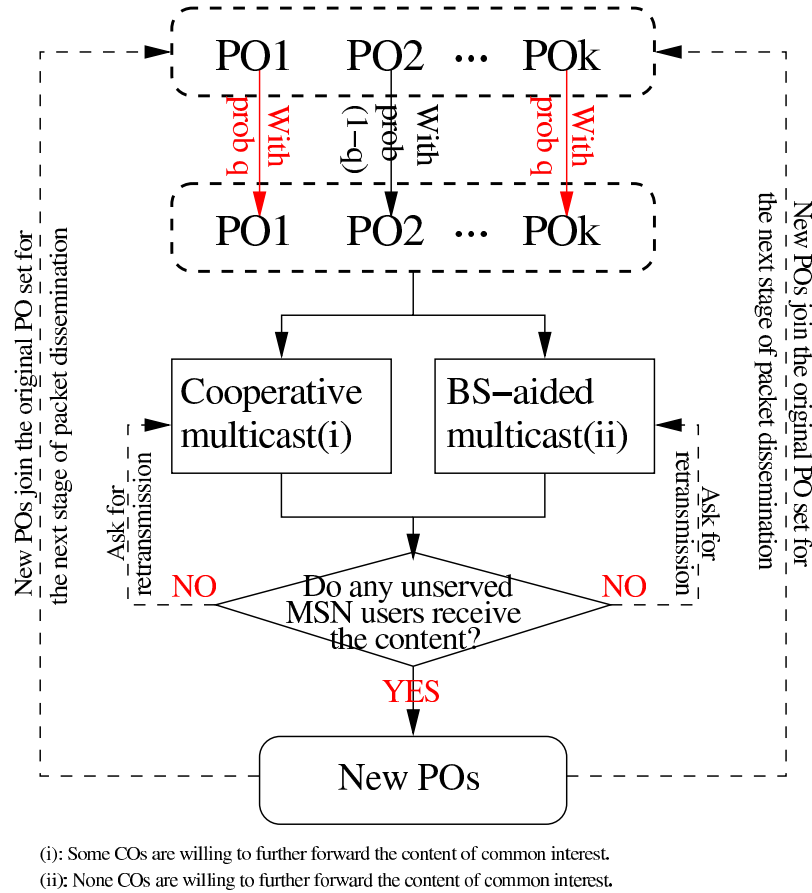 PO1 PO2 ... POk
With
prob q
With
prob
(1−q)
With
prob q
PO1 PO2 ... POk
New POs join the original PO set for
the next stage of packet dissemination
New POs join the original PO set for
the next stage of packet dissemination
Cooperative
multicast(i)
BS−aided
multicast(ii)
Ask for
retransmission
Ask for
retransmission
NO
Do any unserved
MSN users receive
the content?
NO
YES
New POs
(i): Some COs are willing to further forward the content of common interest.
(ii): None COs are willing to further forward the content of common interest.